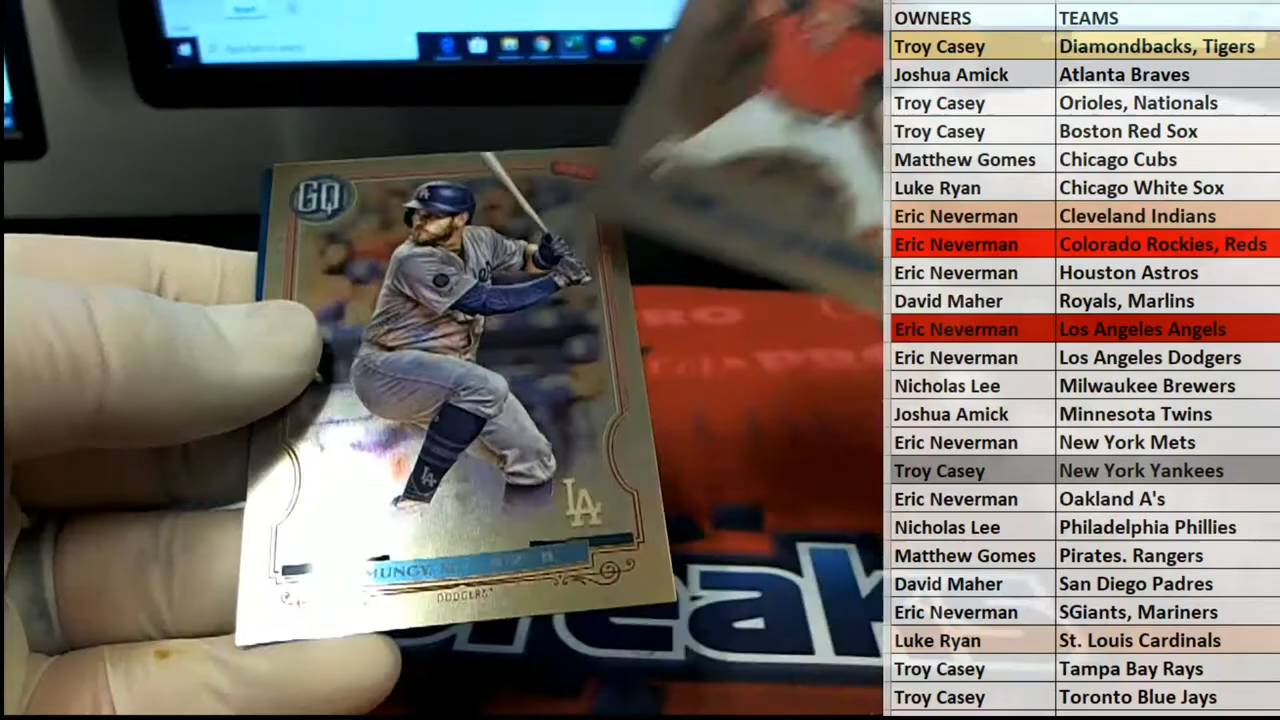 OWNERS TEAMS
Troy Casey Diamondbacks, Tigers
Joshua Amick Atlanta Braves
Troy Casey Orioles, Nationals
Troy Casey Boston Red Sox
Matthew Gomes Chicago Cubs
Luke Ryan Chicago White Sox
Eric Neverman Cleveland Indians
Eric Neverman Colorado Rockies, Reds
Eric Neverman Houston Astros
David Maher Royals, Marlins
Eric Neverman Los Angeles Angels
Eric Neverman Los Angeles Dodgers
Nicholas Lee Milwaukee Brewers
Joshua Amick Minnesota Twins
Eric Neverman New York Mets
Troy Casey New York Yankees
Eric Neverman Oakland A's
Nicholas Lee Philadelphia Phillies
Matthew Gomes Pirates. Rangers
David Maher San Diego Padres
Eric Neverman SGiants, Mariners
Luke Ryan St. Louis Cardinals
Troy Casey Tampa Bay Rays
Troy Casey Toronto Blue Jays
GQ
LA
MUNCY
DODGERS